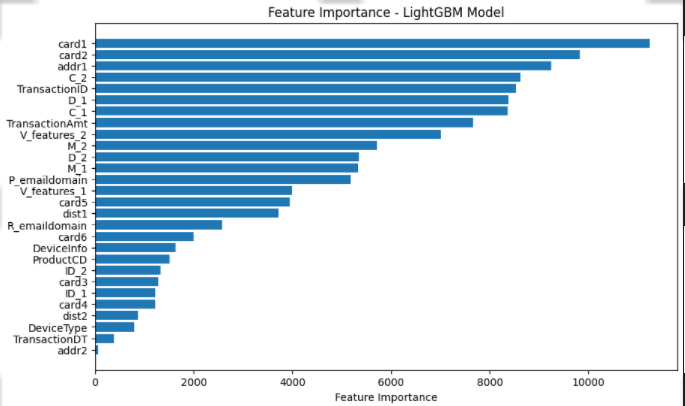 Feature Importance - LightGBM Model
card1
card2
addr1
C_2
TransactionID
D_1
C_1
TransactionAmt
V_features_2
M_2
D_2
M_1
P_emaildomain
V_features_1
card5
dist1
R_emaildomain
card6
DeviceInfo
ProductCD
ID_2
card3
ID_1
card4
dist2
DeviceType
TransactionDT
addr2
0 2000 4000 6000 8000 10000
Feature Importance